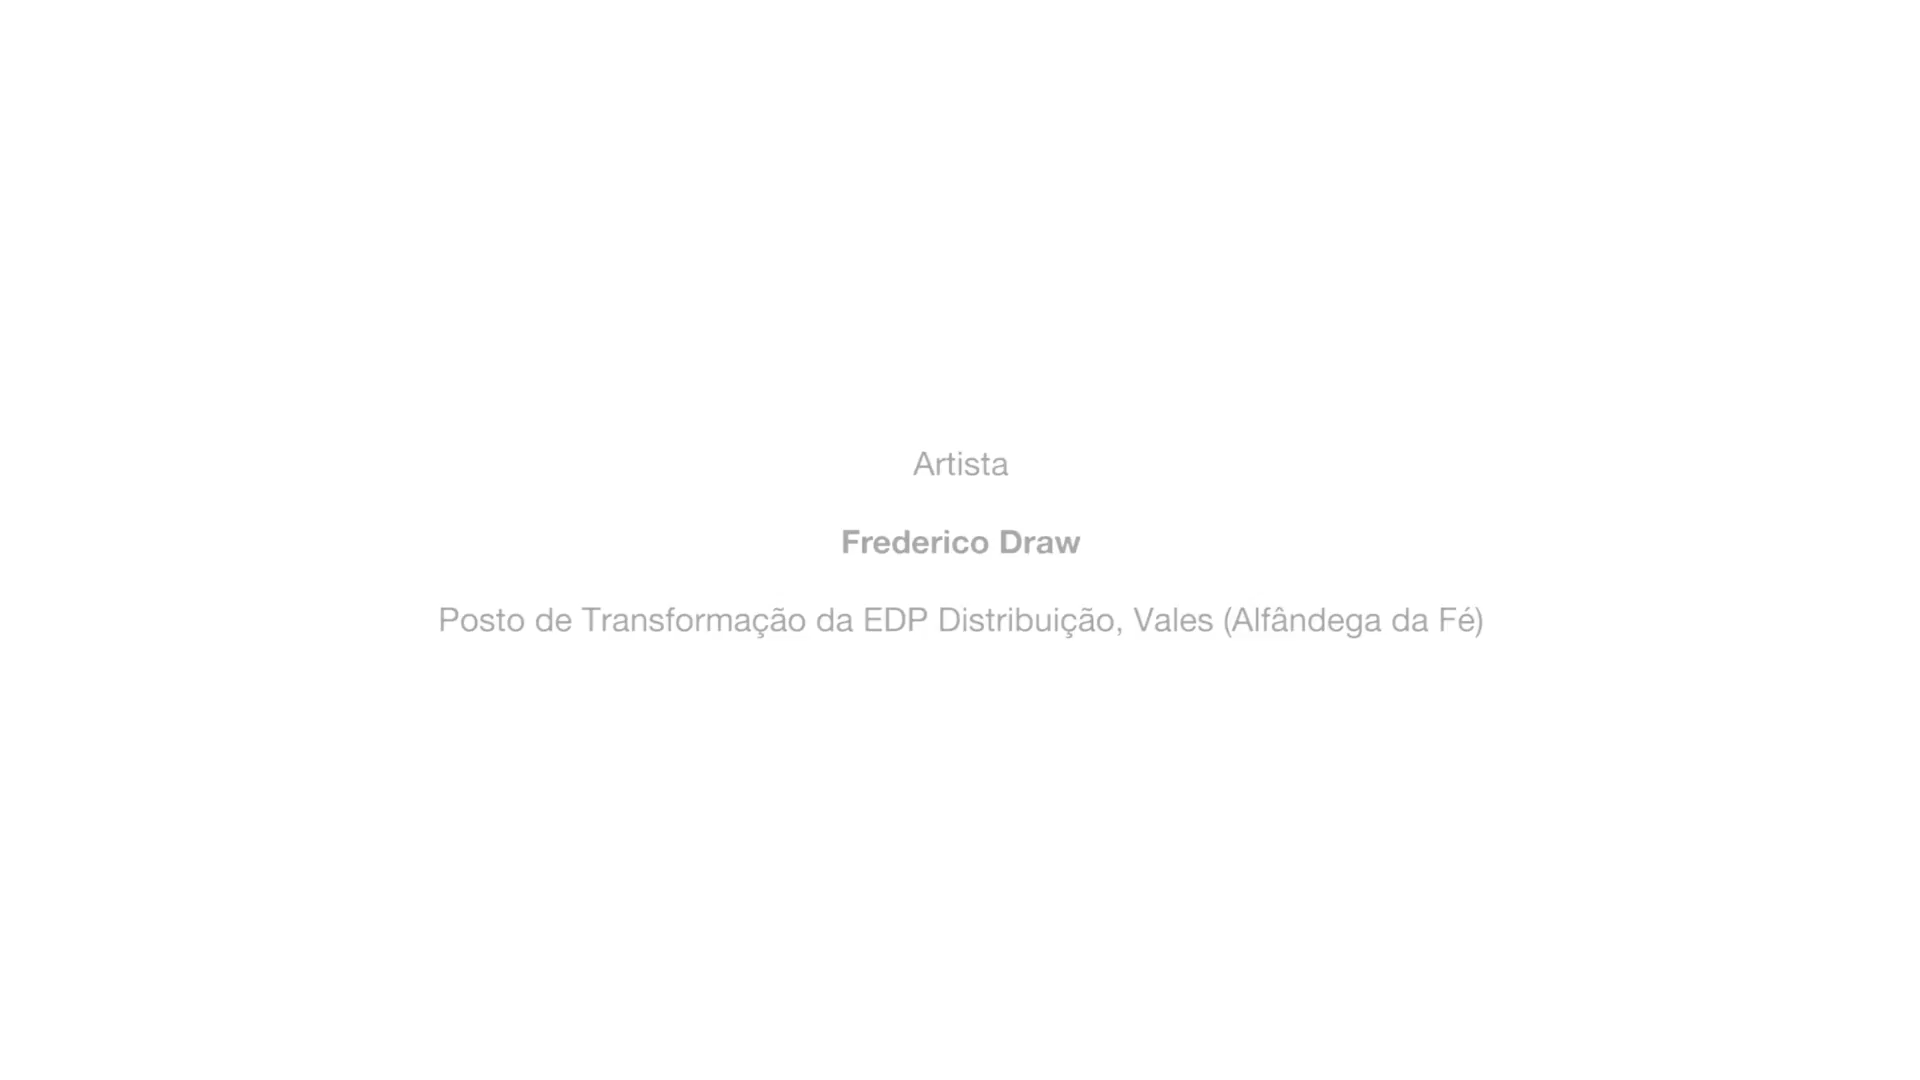 Artista
Frederico Draw
Posto de Transformação da EDP Distribuição, Vales (Alfândega da Fé)